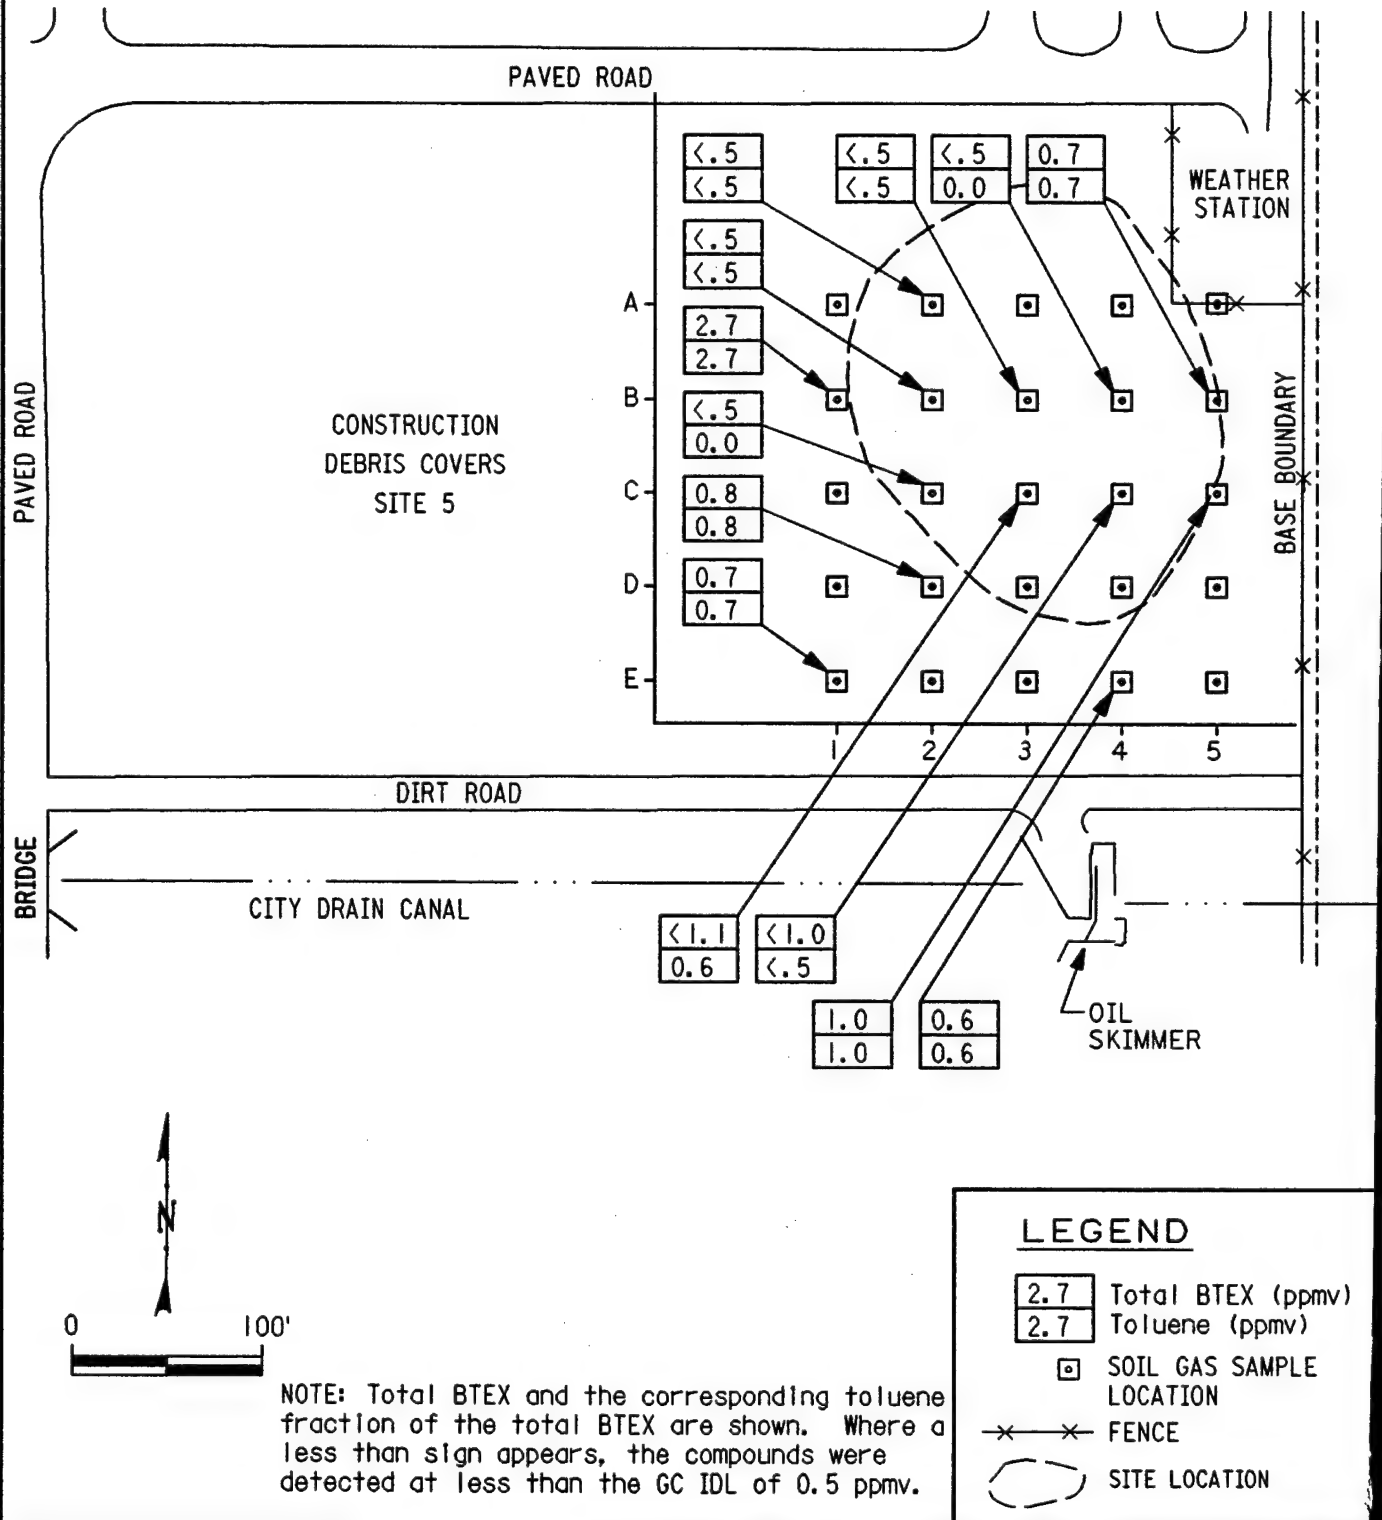 PAVED ROAD
<.5
<.5
<.5
<.5
<.5
0.0
0.7
0.7
WEATHER
STATION
<.5
<.5
A
2.7
2.7
B
<.5
0.0
C
0.8
0.8
D
0.7
0.7
E
PAVED ROAD
CONSTRUCTION
DEBRIS COVERS
SITE 5
BASE BOUNDARY
1 2 3 4 5
DIRT ROAD
BRIDGE
CITY DRAIN CANAL
<1.1
0.6
<1.0
<.5
1.0
1.0
0.6
0.6
OIL
SKIMMER
N
0 100'
NOTE: Total BTEX and the corresponding toluene
fraction of the total BTEX are shown. Where a
less than sign appears, the compounds were
detected at less than the GC IDL of 0.5 ppmv.
LEGEND
2.7 Total BTEX (ppmv)
2.7 Toluene (ppmv)
SOIL GAS SAMPLE
LOCATION
FENCE
SITE LOCATION